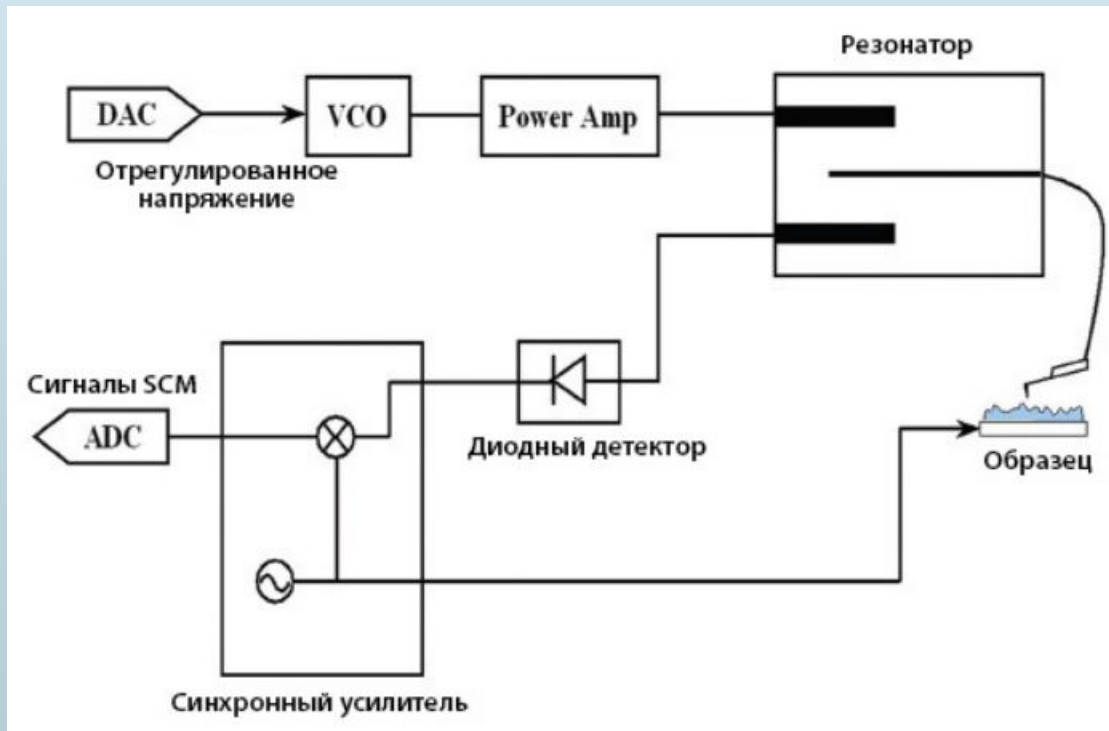 Резонатор
DAC
VCO
Power Amp
Отрегулированное
напряжение
Сигналы SCM
ADC
Диодный детектор
Образец
Синхронный усилитель